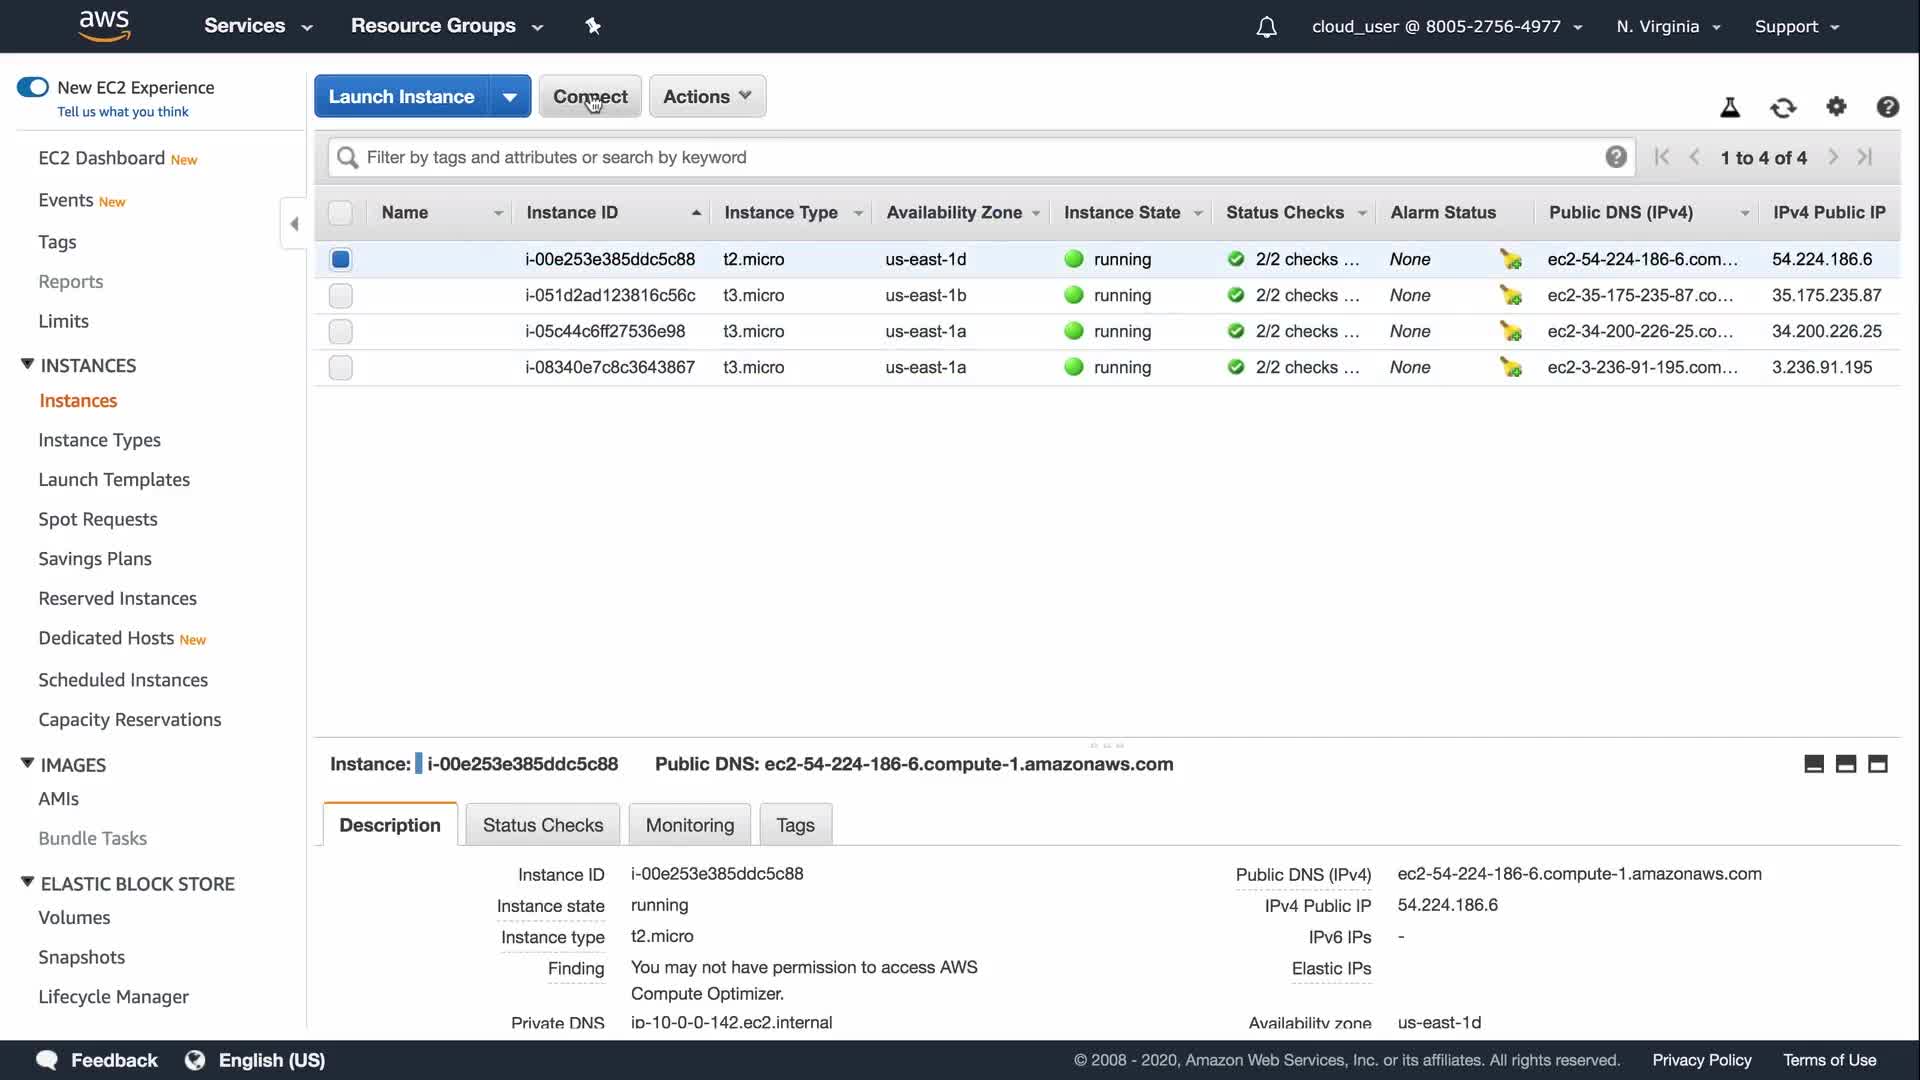 aws Services Resource Groups cloud_user @ 8005-2756-4977 N. Virginia Support
New EC2 Experience
Tell us what you think
EC2 Dashboard New
Events New
Tags
Reports
Limits
INSTANCES
Instances
Instance Types
Launch Templates
Spot Requests
Savings Plans
Reserved Instances
Dedicated Hosts New
Scheduled Instances
Capacity Reservations
IMAGES
AMIs
Bundle Tasks
ELASTIC BLOCK STORE
Volumes
Snapshots
Lifecycle Manager
Launch Instance Connect Actions
Filter by tags and attributes or search by keyword 1 to 4 of 4
Name Instance ID Instance Type Availability Zone Instance State Status Checks Alarm Status Public DNS (IPv4) IPv4 Public IP
i-00e253e385ddc5c88 t2.micro us-east-1d running 2/2 checks ... None ec2-54-224-186-6.com... 54.224.186.6
i-051d2ad123816c56c t3.micro us-east-1b running 2/2 checks ... None ec2-35-175-235-87.co... 35.175.235.87
i-05c44c6ff27536e98 t3.micro us-east-1a running 2/2 checks ... None ec2-34-200-226-25.co... 34.200.226.25
i-08340e7c8c3643867 t3.micro us-east-1a running 2/2 checks ... None ec2-3-236-91-195.com... 3.236.91.195
Instance: i-00e253e385ddc5c88 Public DNS: ec2-54-224-186-6.compute-1.amazonaws.com
Description Status Checks Monitoring Tags
Instance ID i-00e253e385ddc5c88 Public DNS (IPv4) ec2-54-224-186-6.compute-1.amazonaws.com
Instance state running IPv4 Public IP 54.224.186.6
Instance type t2.micro IPv6 IPs -
Finding You may not have permission to access AWS Elastic IPs
Compute Optimizer.
Private DNS ip-10-0-0-142.ec2.internal Availability zone us-east-1d
Feedback English (US) © 2008 - 2020, Amazon Web Services, Inc. or its affiliates. All rights reserved. Privacy Policy Terms of Use